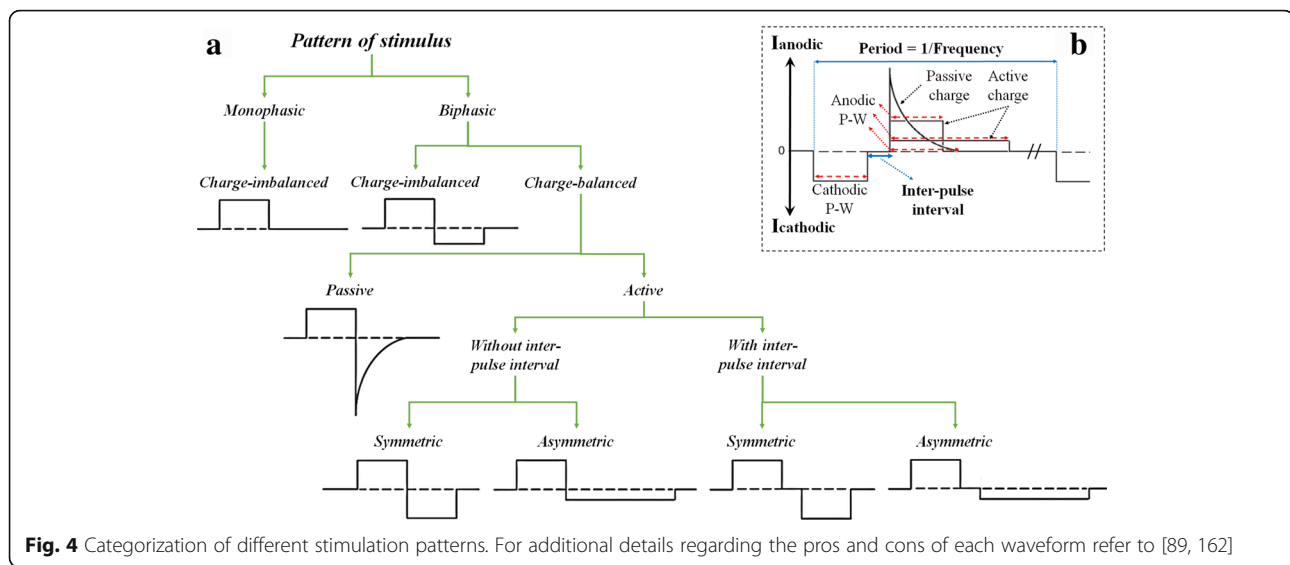 a
Pattern of stimulus
Monophasic
Biphasic
Charge-imbalanced
Charge-imbalanced
Charge-balanced
Passive
Active
Without inter-
pulse interval
With inter-
pulse interval
Symmetric
Asymmetric
Symmetric
Asymmetric
b
Ianodic
Period = 1/Frequency
Passive
charge
Active
charge
Anodic
P-W
0
Cathodic
P-W
Inter-pulse
interval
Icathodic
Fig. 4 Categorization of different stimulation patterns. For additional details regarding the pros and cons of each waveform refer to [89, 162]